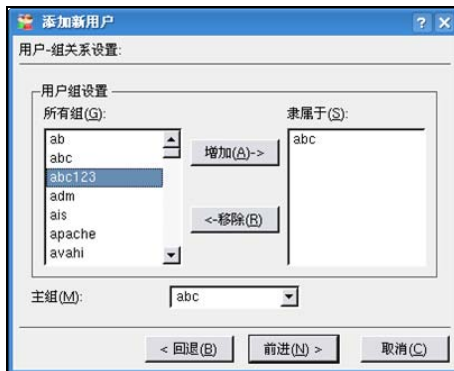 添加新用户
用户-组关系设置:
用户组设置
所有组(G):
隶属于(S):
ab
abc
abc123
adm
ais
apache
avahi
增加(A)->
<-移除(R)
abc
主组(M):
abc
< 回退(B)
前进(N) >
取消(C)